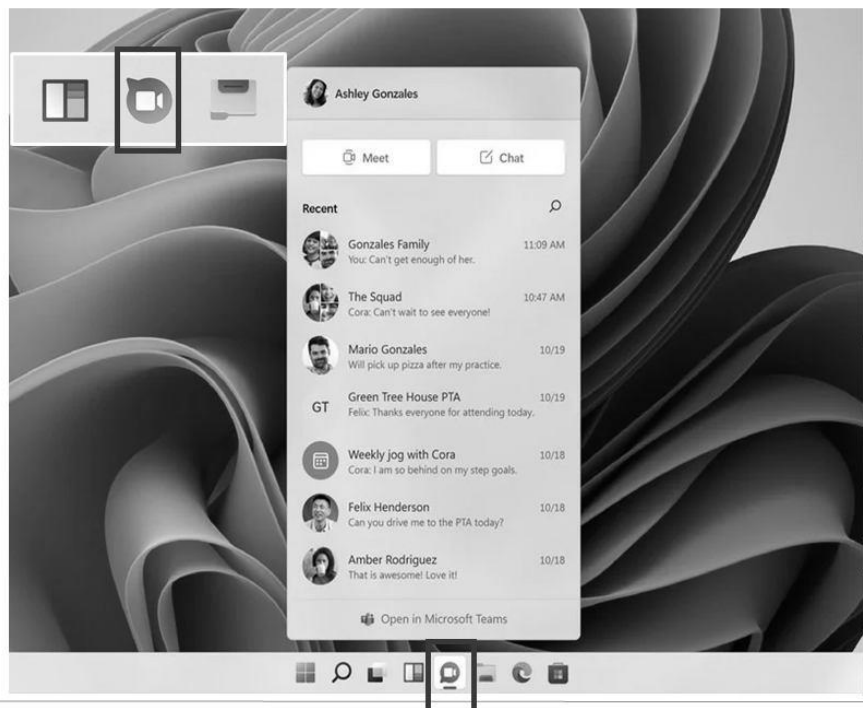 Ashley Gonzales
Meet
Chat
Recent
Gonzales Family 11:09 AM
You: Can't get enough of her.
The Squad 10:47 AM
Cora: Can't wait to see everyone!
Mario Gonzales 10/19
Will pick up pizza after my practice.
GT
Green Tree House PTA 10/19
Felix: Thanks everyone for attending today.
Weekly jog with Cora 10/18
Cora: I am so behind on my step goals.
Felix Henderson 10/18
Can you drive me to the PTA today?
Amber Rodriguez 10/18
That is awesome! Love it!
Open in Microsoft Teams